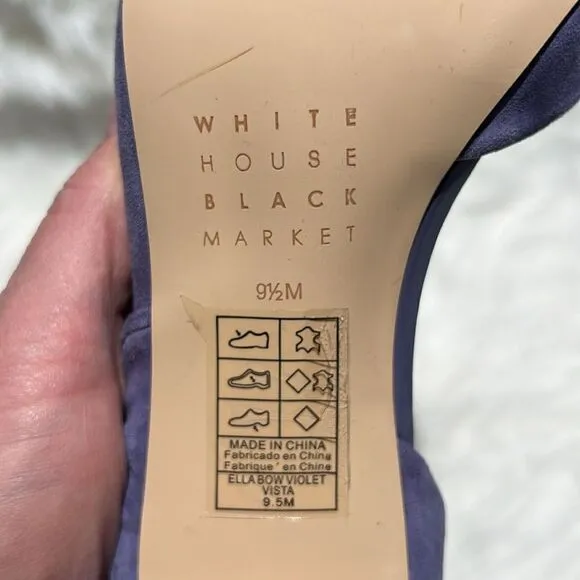 WHITE
HOUSE
BLACK
MARKET
9½M
MADE IN CHINA
Fabricado en China
Fabrique' en Chine
ELLA BOW VIOLET
VISTA
9.5M